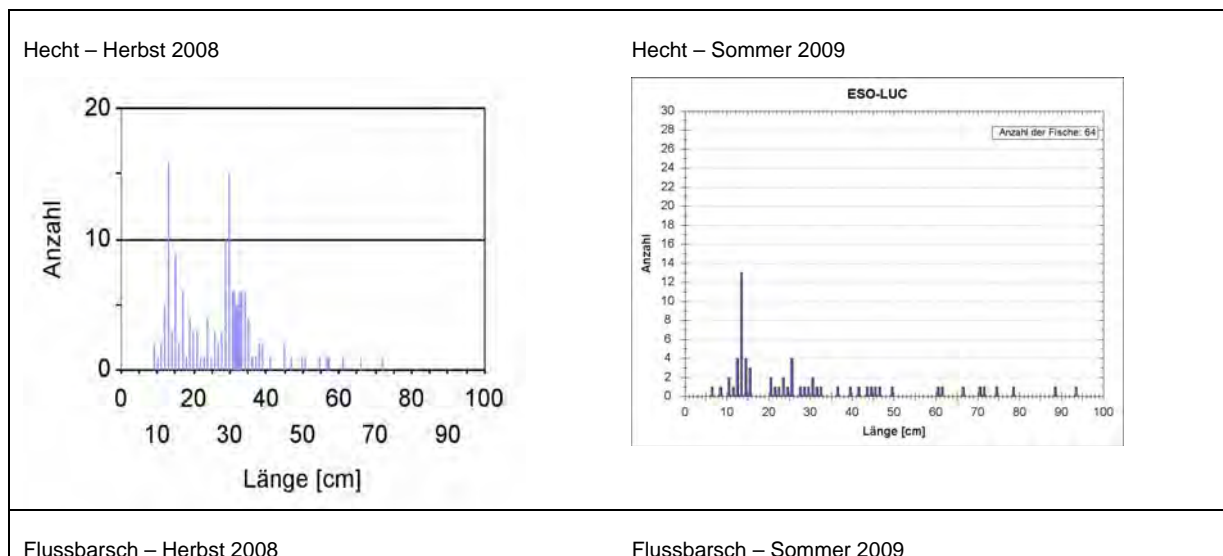 Hecht – Herbst 2008
20
10
0
Anzahl
0 20 40 60 80 100
10 30 50 70 90
Länge [cm]
Hecht – Sommer 2009
ESO-LUC
Anzahl der Fische: 64
30
28
26
24
22
20
18
16
14
12
10
8
6
4
2
0
Anzahl
0 10 20 30 40 50 60 70 80 90 100
Länge [cm]
Flussbarsch – Herbst 2008
Flussbarsch – Sommer 2009